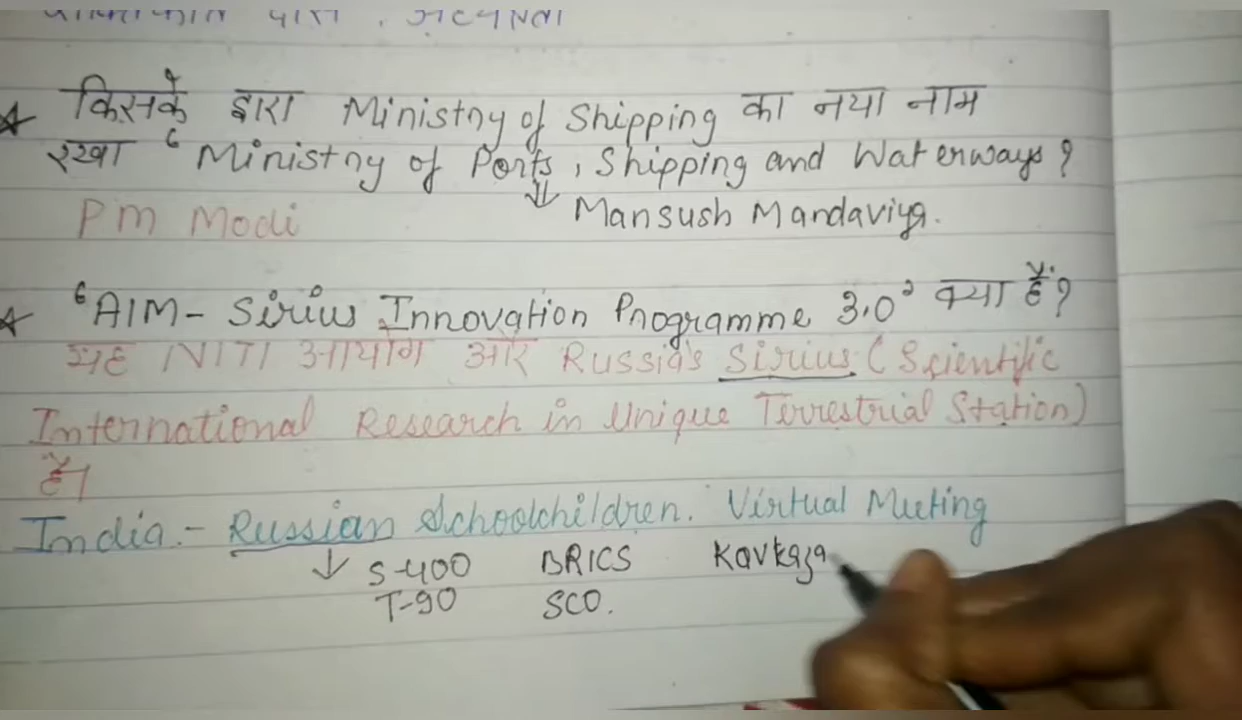 किसके द्वारा Ministry of Shipping का नया नाम
रखा 'Ministry of Ports, Shipping and Waterways?
PM Modi ⇓ Mansush Mandaviya.
'AIM- Sirius Innovation Programme 3.0' क्या है?
यह NITI आयोग और Russia's Sirius (Scientific
International Research in Unique Terrestrial Station)
है।
India - Russian Schoolchildren. Virtual Meeting
↓ S-400 BRICS Kavkaza
T-90 SCO.